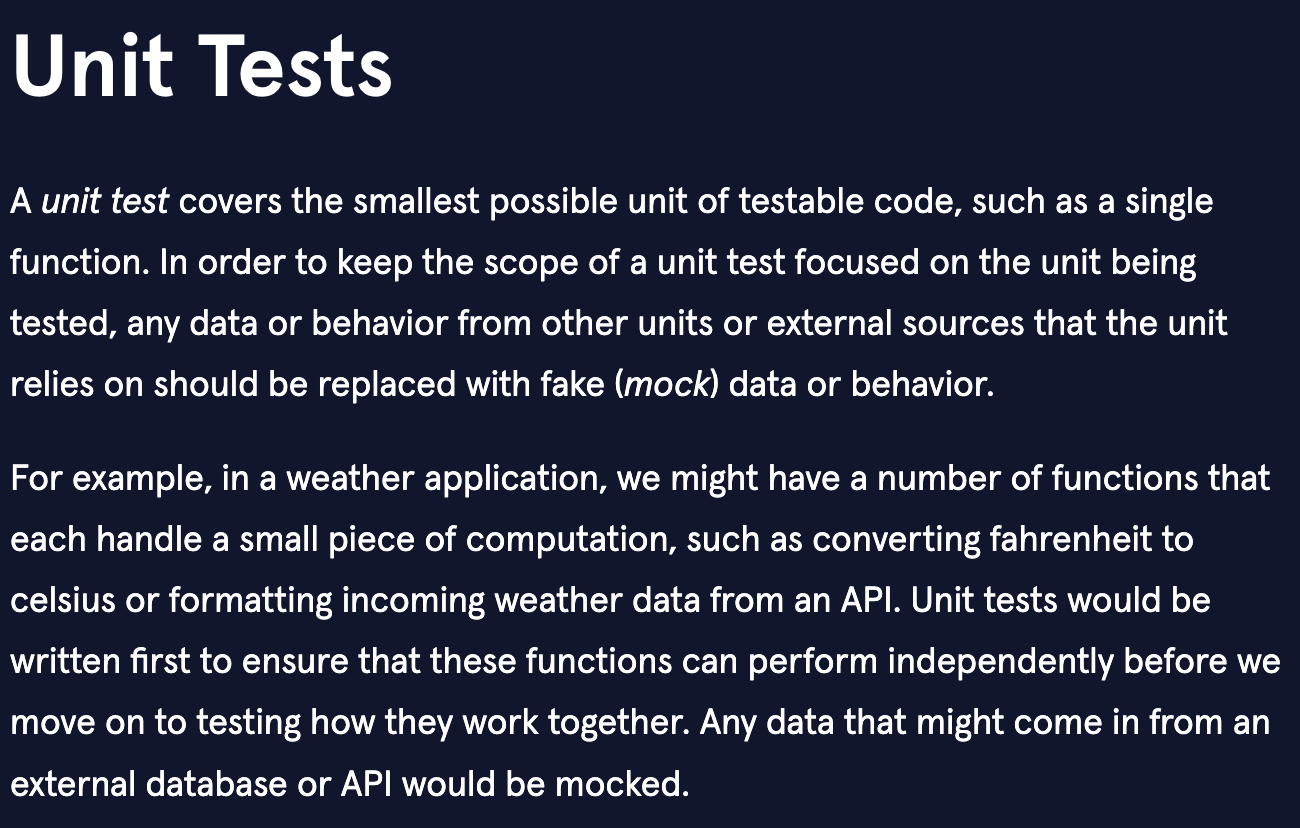 Unit Tests
A unit test covers the smallest possible unit of testable code, such as a single
function. In order to keep the scope of a unit test focused on the unit being
tested, any data or behavior from other units or external sources that the unit
relies on should be replaced with fake (mock) data or behavior.
For example, in a weather application, we might have a number of functions that
each handle a small piece of computation, such as converting fahrenheit to
celsius or formatting incoming weather data from an API. Unit tests would be
written first to ensure that these functions can perform independently before we
move on to testing how they work together. Any data that might come in from an
external database or API would be mocked.